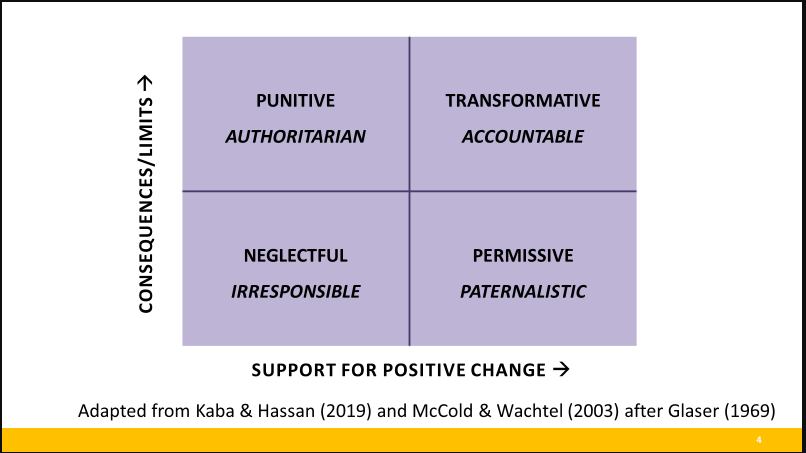 CONSEQUENCES/LIMITS →
PUNITIVE
AUTHORITARIAN
TRANSFORMATIVE
ACCOUNTABLE
NEGLECTFUL
IRRESPONSIBLE
PERMISSIVE
PATERNALISTIC
SUPPORT FOR POSITIVE CHANGE →
Adapted from Kaba & Hassan (2019) and McCold & Wachtel (2003) after Glaser (1969)
4